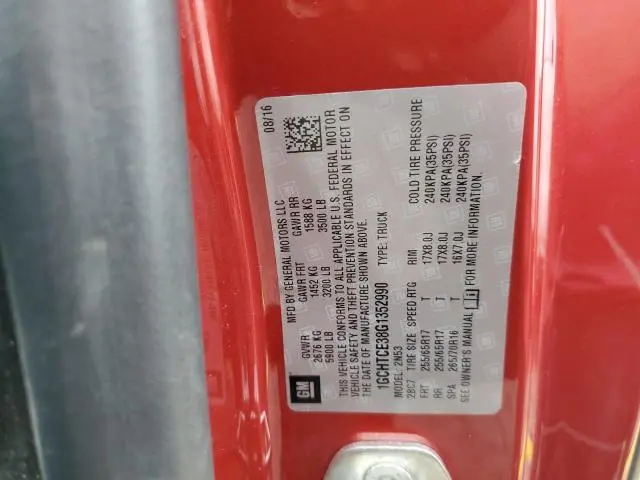 08/16
MFD BY GENERAL MOTORS LLC
GVWR GAWR FRT GAWR RR
2676 KG 1452 KG 1588 KG
5900 LB 3200 LB 3500 LB
THIS VEHICLE CONFORMS TO ALL APPLICABLE U.S. FEDERAL MOTOR
VEHICLE SAFETY AND THEFT PREVENTION STANDARDS IN EFFECT ON
THE DATE OF MANUFACTURE SHOWN ABOVE.
1GCHTCE38G1352990 TYPE: TRUCK
MODEL: 2N53
28C7 TIRE SIZE SPEED RTG RIM COLD TIRE PRESSURE
FRT 255/65R17 T 17X8.0J 240KPA(35PSI)
RR 255/65R17 T 17X8.0J 240KPA(35PSI)
SPA 265/70R16 T 16X7.0J 240KPA(35PSI)
SEE OWNER'S MANUAL FOR MORE INFORMATION.
GM